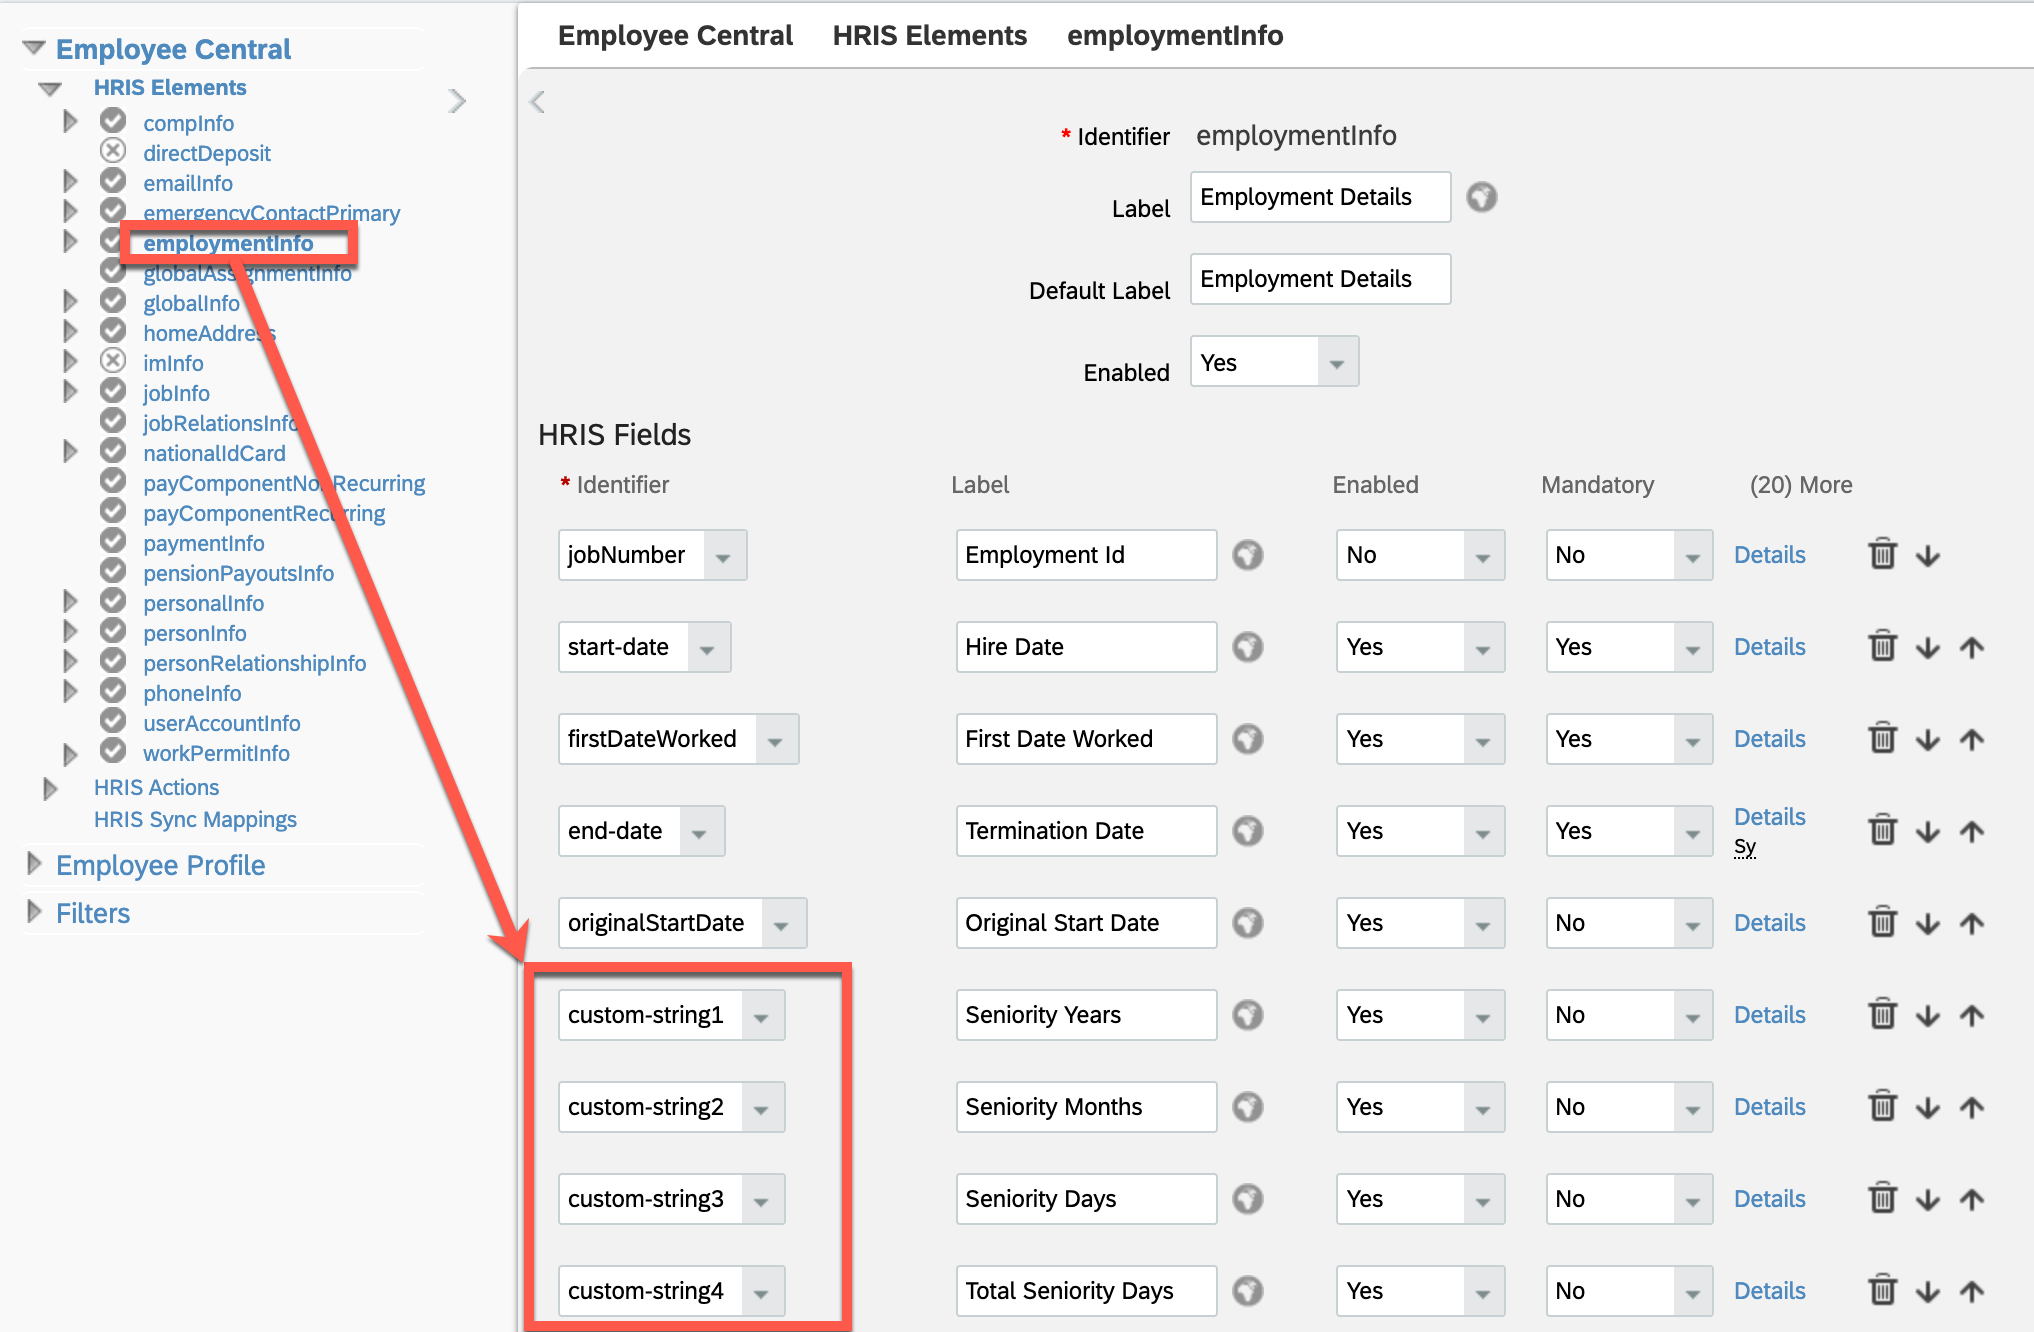 Employee Central
HRIS Elements
compInfo
directDeposit
emailInfo
emergencyContactPrimary
employmentInfo
globalAssignmentInfo
globalInfo
homeAddress
imInfo
jobInfo
jobRelationsInfo
nationalIdCard
payComponentNonRecurring
payComponentRecurring
paymentInfo
pensionPayoutsInfo
personalInfo
personInfo
personRelationshipInfo
phoneInfo
userAccountInfo
workPermitInfo
HRIS Actions
HRIS Sync Mappings
Employee Profile
Filters
Employee Central HRIS Elements employmentInfo
* Identifier employmentInfo
Label Employment Details
Default Label Employment Details
Enabled Yes
HRIS Fields
* Identifier Label Enabled Mandatory (20) More
jobNumber Employment Id No No Details
start-date Hire Date Yes Yes Details
firstDateWorked First Date Worked Yes Yes Details
end-date Termination Date Yes Yes Details
Sy
originalStartDate Original Start Date Yes No Details
custom-string1 Seniority Years Yes No Details
custom-string2 Seniority Months Yes No Details
custom-string3 Seniority Days Yes No Details
custom-string4 Total Seniority Days Yes No Details